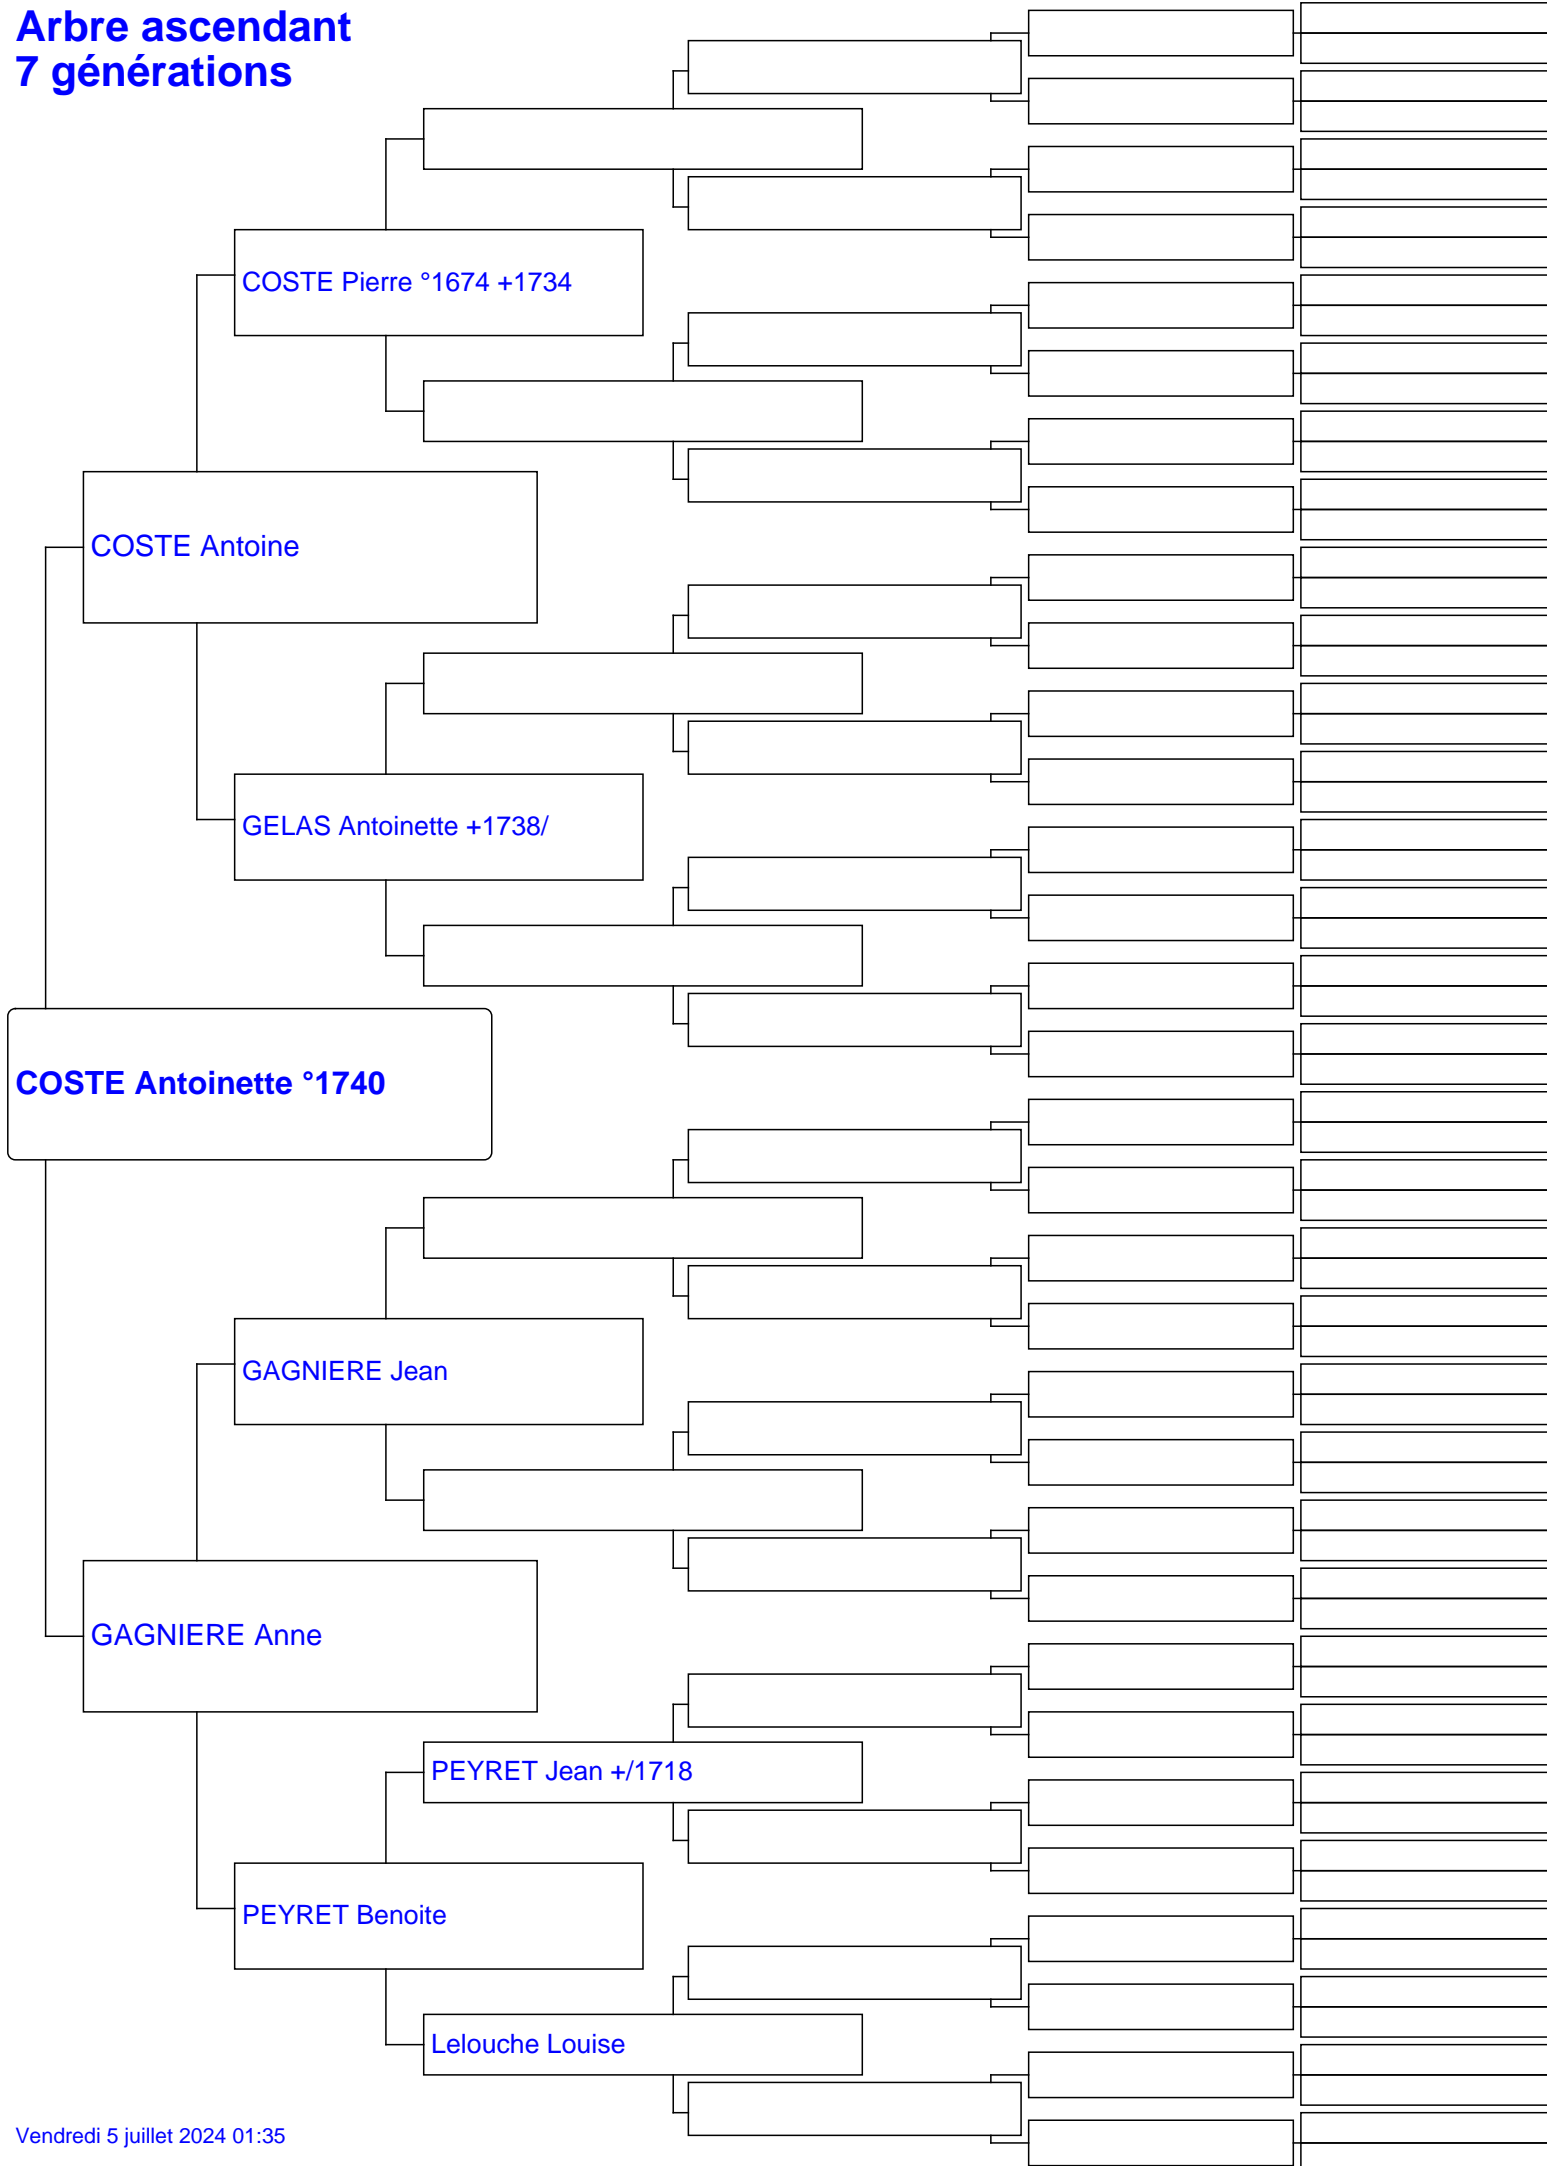 Arbre ascendant
7 générations
COSTE Pierre °1674 +1734
COSTE Antoine
GELAS Antoinette +1738/
COSTE Antoinette °1740
GAGNIERE Jean
GAGNIERE Anne
PEYRET Jean +/1718
PEYRET Benoite
Lelouche Louise
Vendredi 5 juillet 2024 01:35